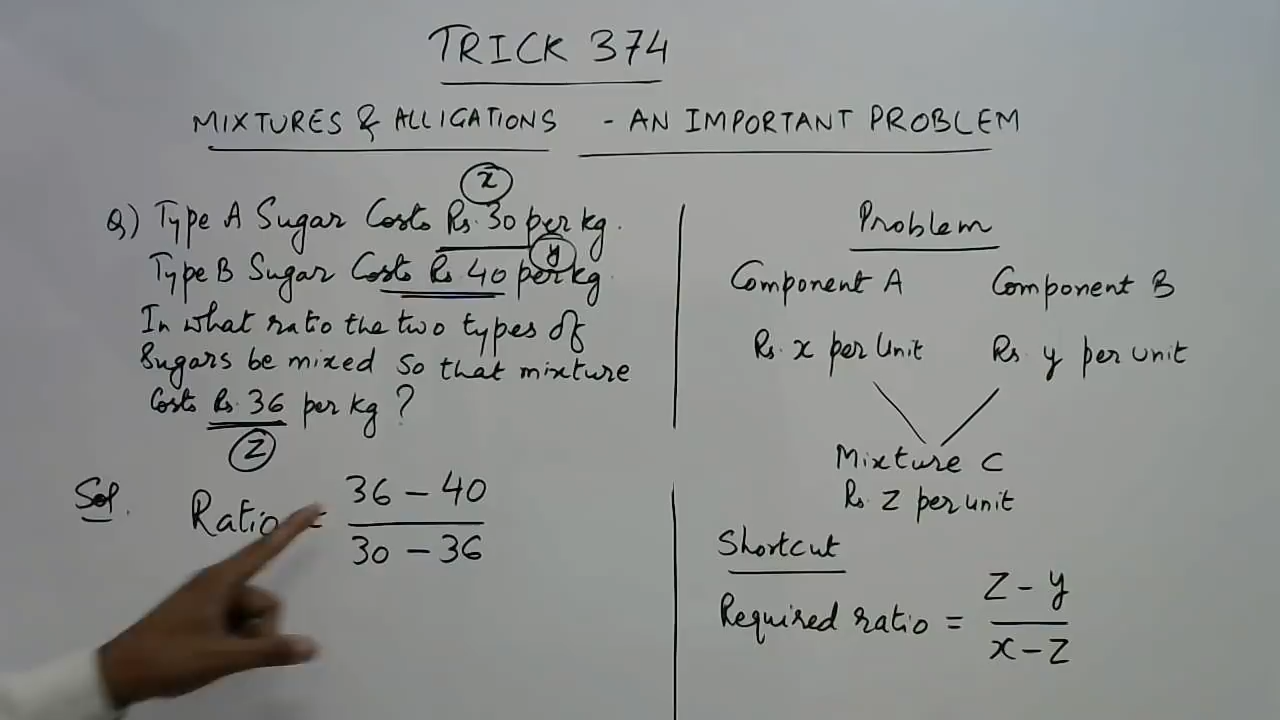 TRICK 374
MIXTURES & ALLIGATIONS - AN IMPORTANT PROBLEM
x
Q) Type A Sugar Costs Rs. 30 per kg.
y
Type B Sugar Costs Rs 40 per kg.
In what ratio the two types of
Sugars be mixed so that mixture
Costs Rs. 36 per kg?
Z
Sol.
Ratio = 36 - 40
30 - 36
Problem
Component A Component B
Rs. x per Unit Rs. y per unit
Mixture C
Rs. Z per unit
Shortcut
Required ratio = Z - y
x - Z